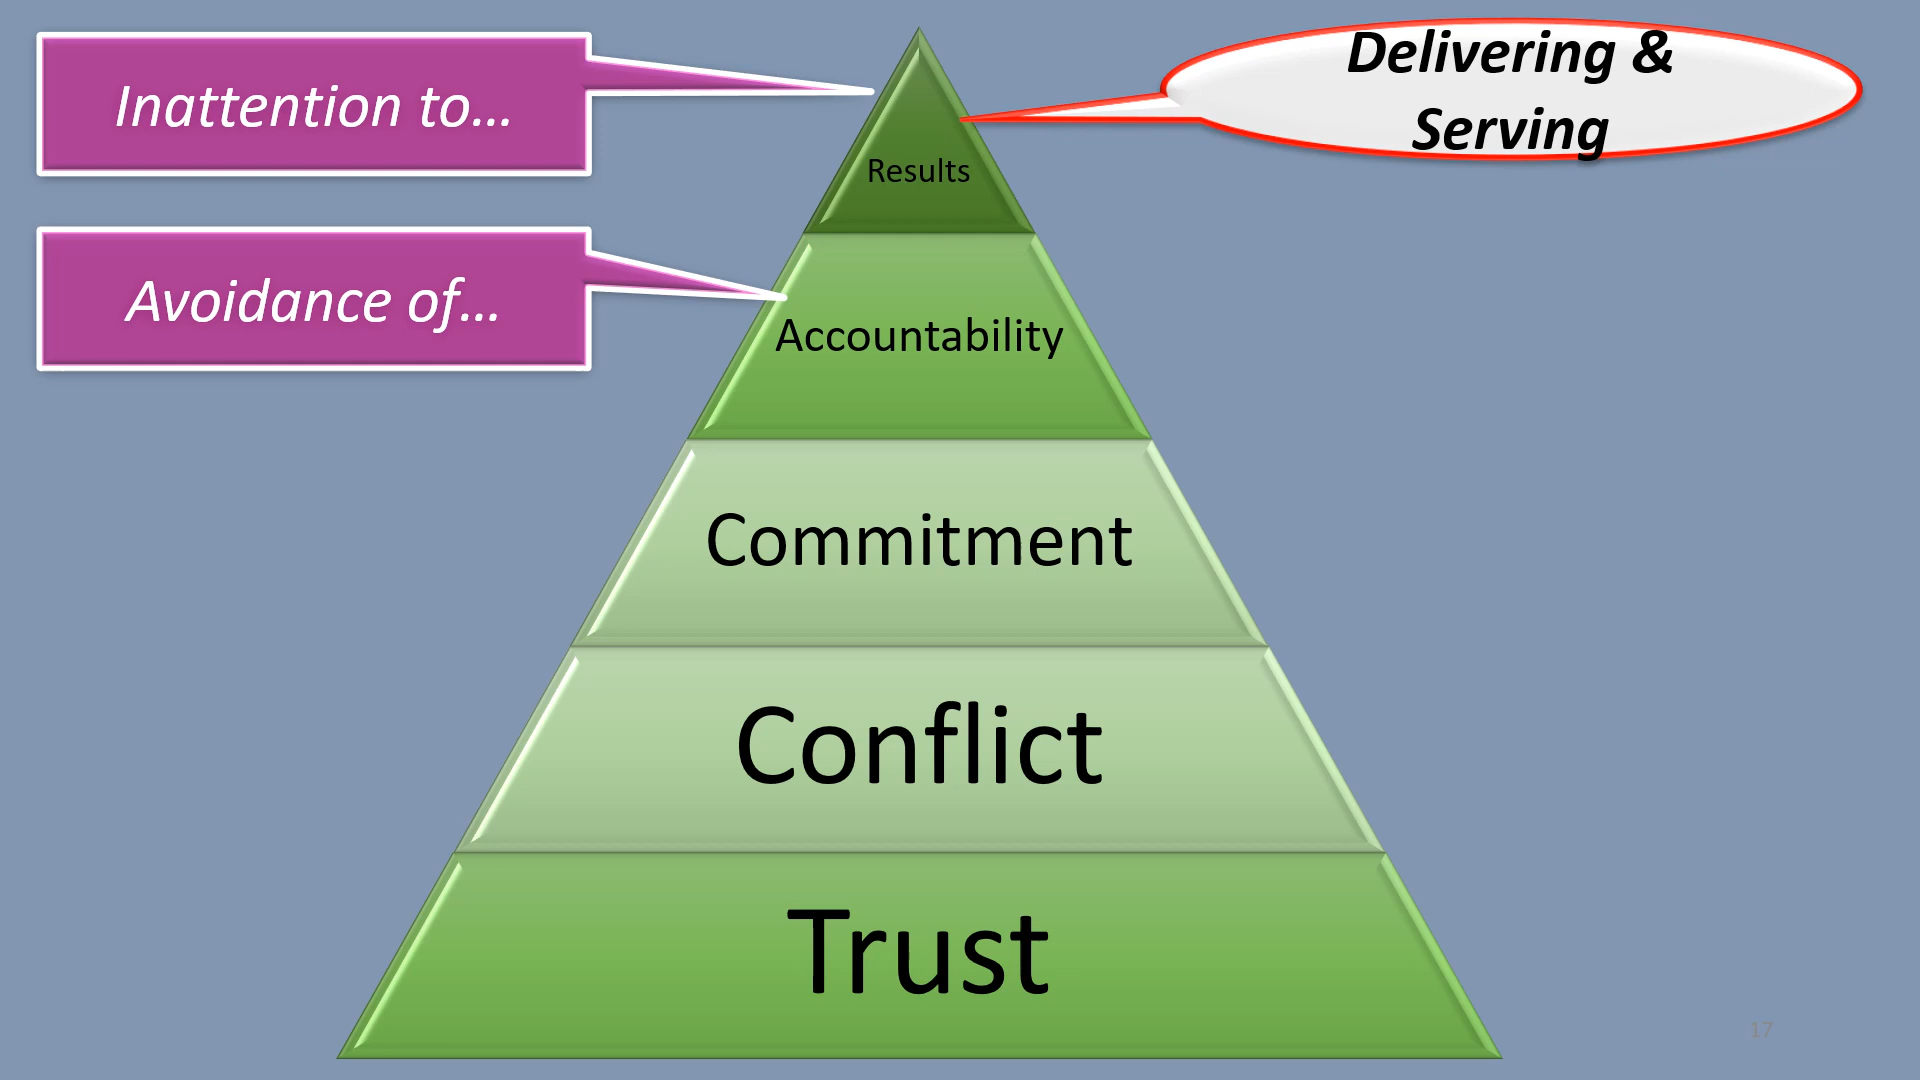 Inattention to...
Delivering &
Serving
Results
Avoidance of...
Accountability
Commitment
Conflict
Trust
17